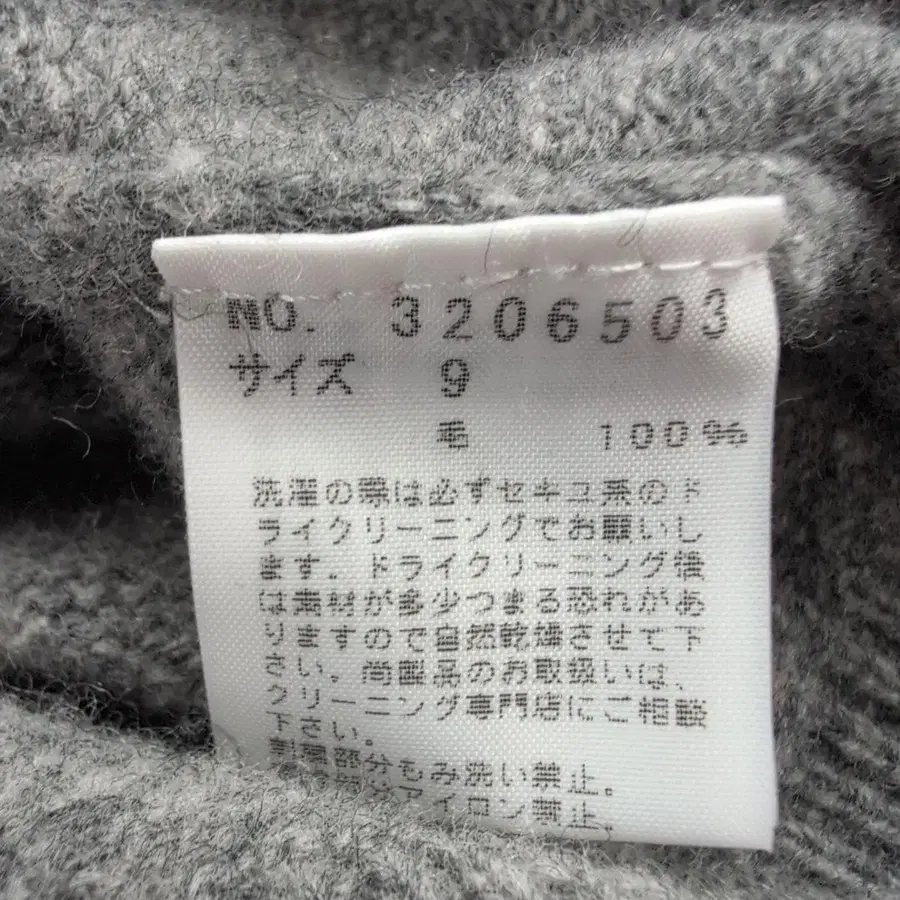 NO. 3206503
サイズ 9
毛 100%
洗濯の際は必ずセキユ系のド
ライクリーニングでお願いし
ます.ドライクリーニング後
は素材が多少つまる恐れがあ
りますので自然乾燥させて下
さい.尚製品のお取扱いは、
クリーニング専門店にご相談
下さい。
部分もみ洗い禁止.
アイロン禁止.